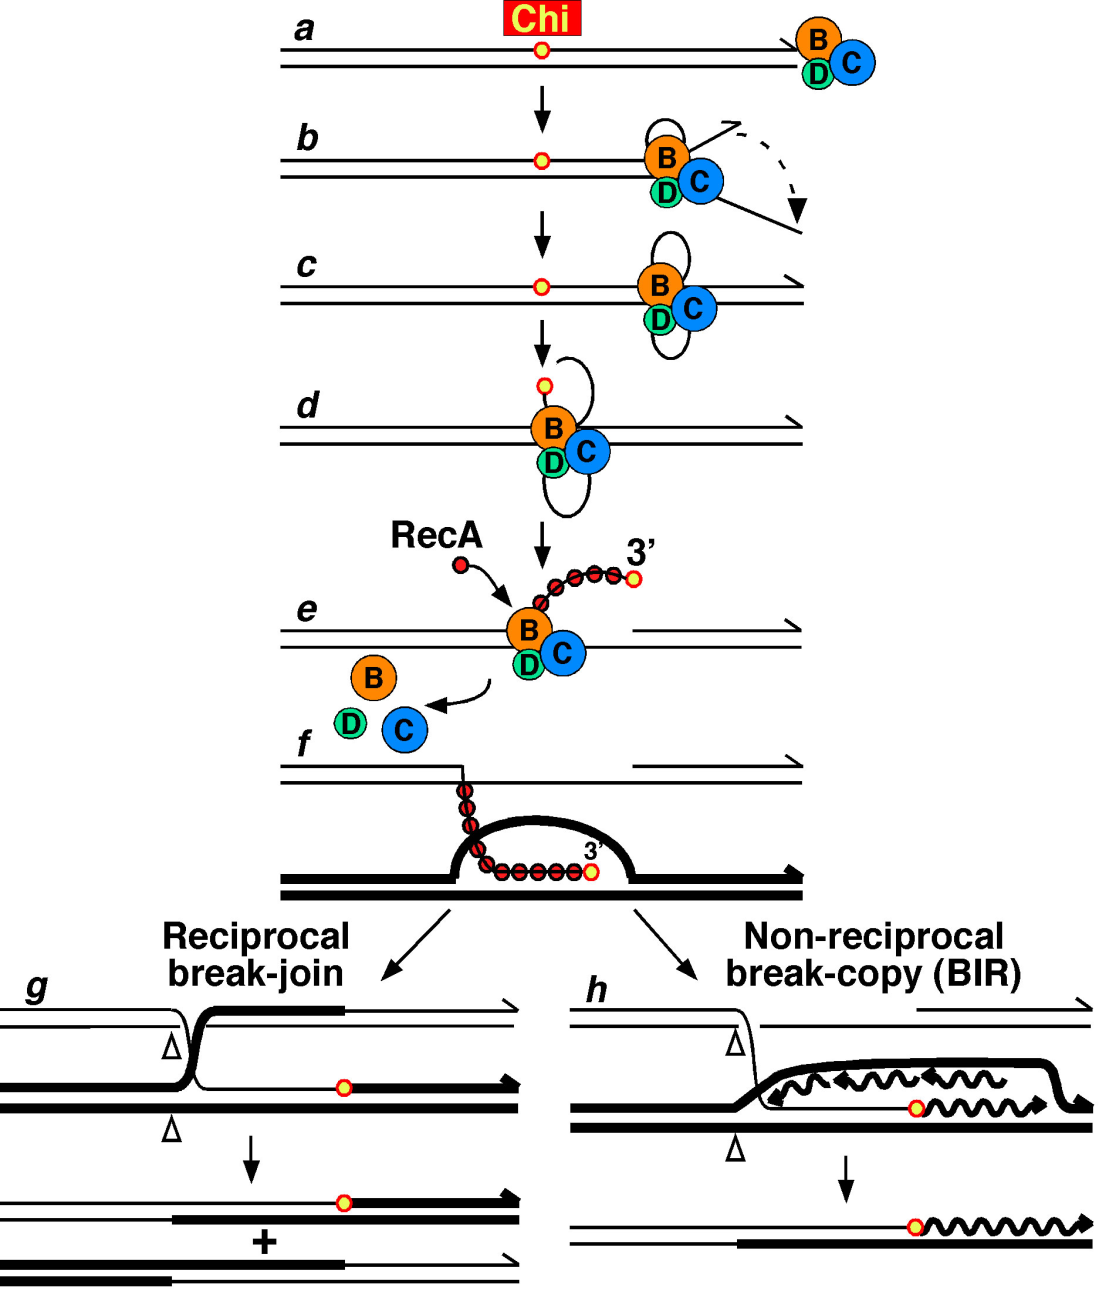 Chi
a
B
C
D
b
B
C
D
c
B
C
D
d
B
C
D
RecA
3’
e
B
C
D
B
D
C
f
3’
Reciprocal
break-join
Non-reciprocal
break-copy (BIR)
g
h
+